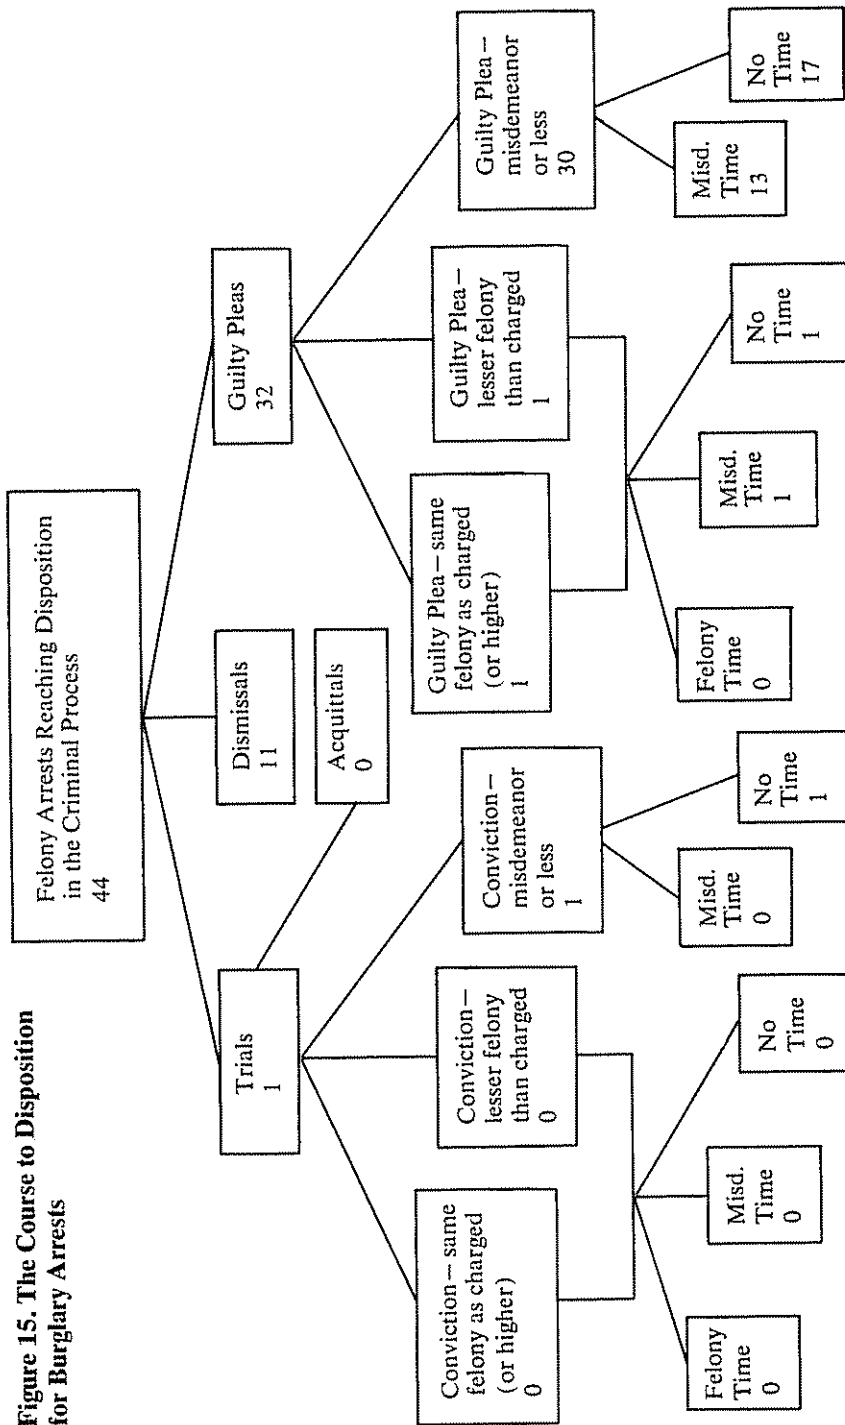 Figure 15. The Course to Disposition
for Burglary Arrests
Felony Arrests Reaching Disposition
in the Criminal Process
44
Trials
1
Dismissals
11
Guilty Pleas
32
Acquittals
0
Conviction—same
felony as charged
(or higher)
0
Conviction—
lesser felony
than charged
0
Conviction—
misdemeanor
or less
1
Guilty Plea—same
felony as charged
(or higher)
1
Guilty Plea—
lesser felony
than charged
1
Guilty Plea—
misdemeanor
or less
30
Felony
Time
0
Misd.
Time
0
No
Time
0
Misd.
Time
0
No
Time
1
Felony
Time
0
Misd.
Time
1
No
Time
1
Misd.
Time
13
No
Time
17